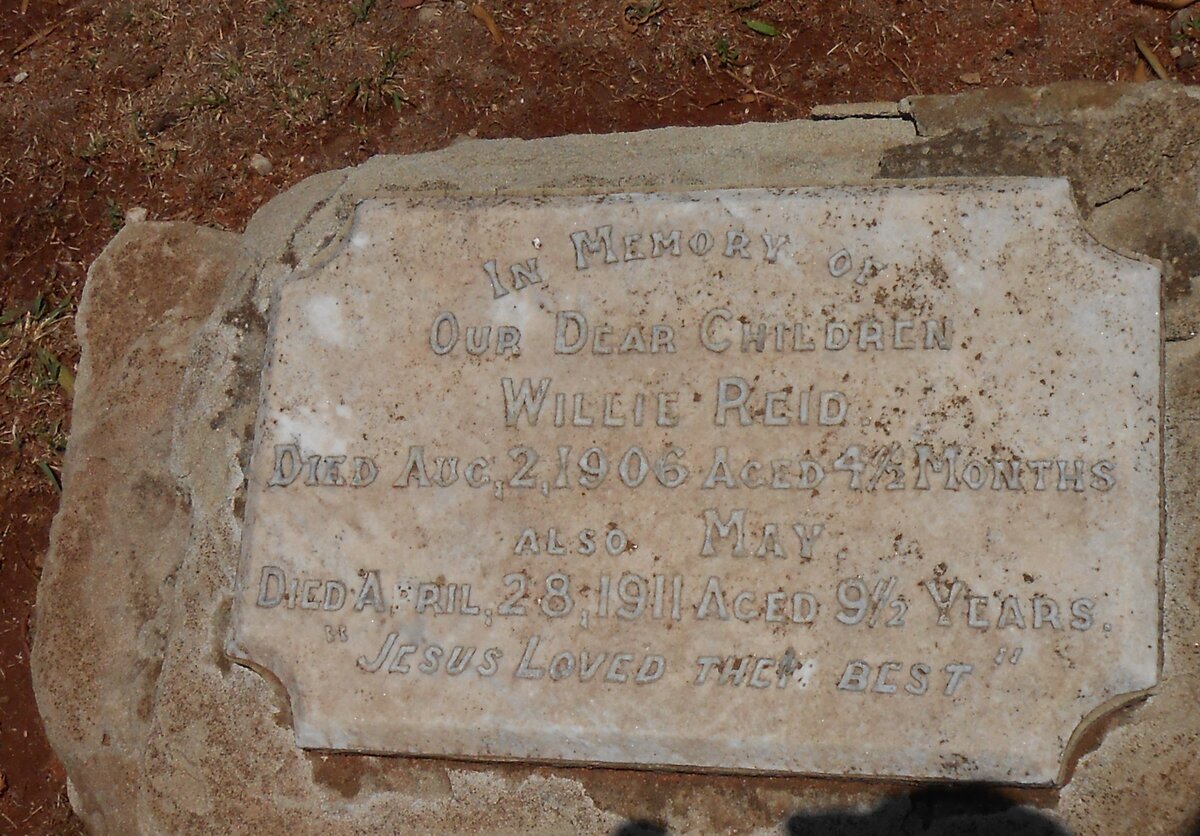 In Memory of
Our Dear Children
Willie Reid.
Died Aug, 2, 1906 Aged 4½ Months
also May.
Died April, 28, 1911 Aged 9½ Years.
"Jesus Loved them best"